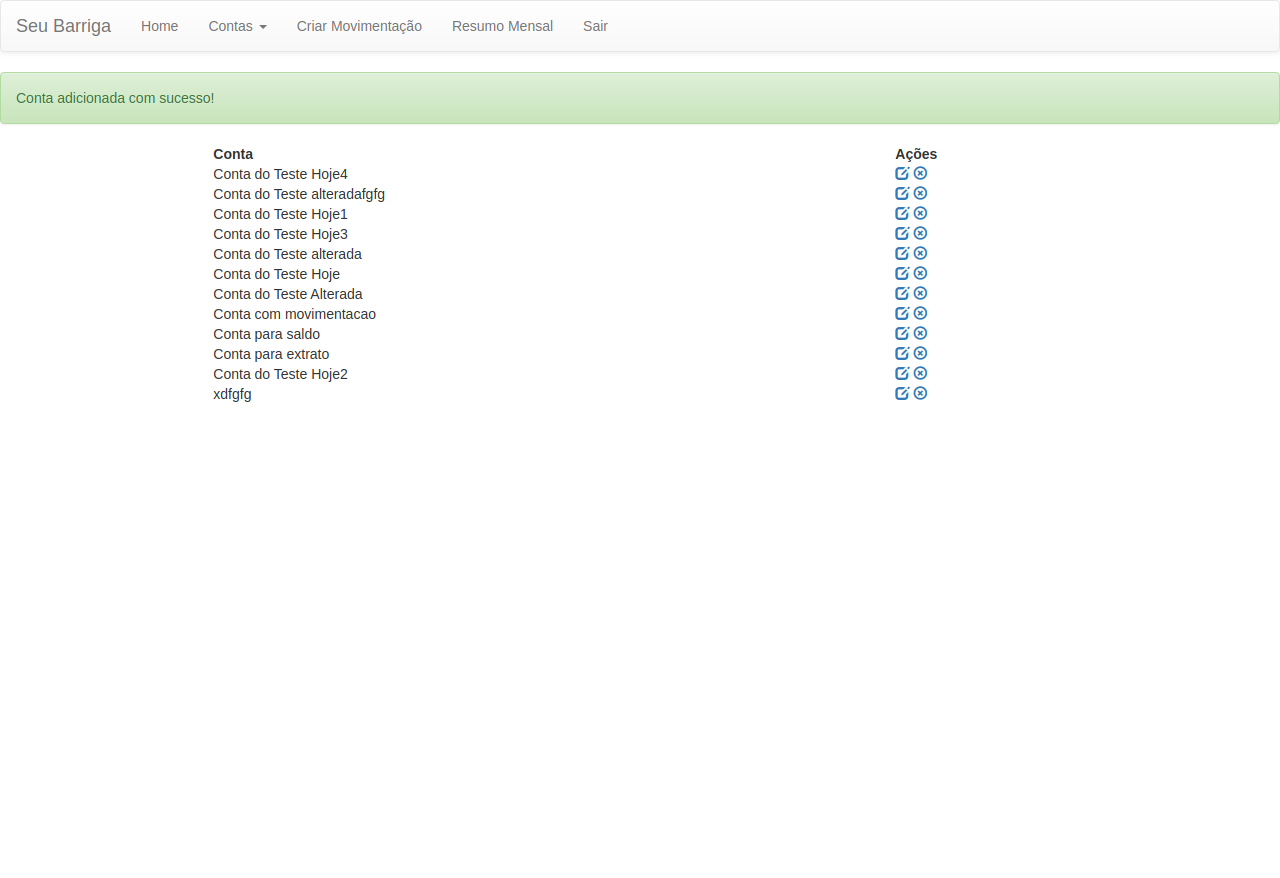 Seu Barriga Home Contas Criar Movimentação Resumo Mensal Sair
Conta adicionada com sucesso!
Conta Ações
Conta do Teste Hoje4
Conta do Teste alteradafgfg
Conta do Teste Hoje1
Conta do Teste Hoje3
Conta do Teste alterada
Conta do Teste Hoje
Conta do Teste Alterada
Conta com movimentacao
Conta para saldo
Conta para extrato
Conta do Teste Hoje2
xdfgfg